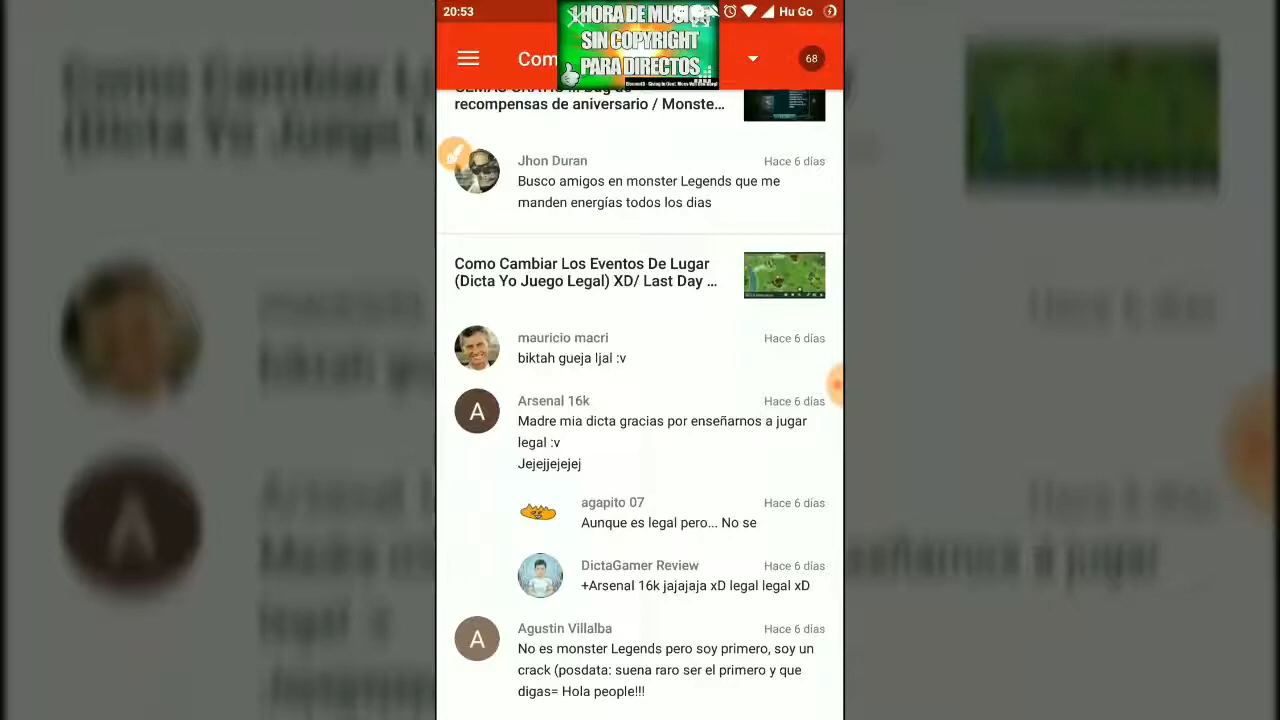 20:53
Hu Go
1 HORA DE MUSICA
SIN COPYRIGHT
PARA DIRECTOS
Com
68
recompensas de aniversario / Monste…
Jhon Duran
Hace 6 días
Busco amigos en monster Legends que me
manden energías todos los dias
Como Cambiar Los Eventos De Lugar
(Dicta Yo Juego Legal) XD/ Last Day ...
mauricio macri
Hace 6 días
biktah gueja ljal :v
A
Arsenal 16k
Hace 6 días
Madre mia dicta gracias por enseñarnos a jugar
legal :v
Jejejjejejej
agapito 07
Hace 6 días
Aunque es legal pero... No se
DictaGamer Review
Hace 6 días
+Arsenal 16k jajajaja xD legal legal xD
A
Agustin Villalba
Hace 6 días
No es monster Legends pero soy primero, soy un
crack (posdata: suena raro ser el primero y que
digas= Hola people!!!